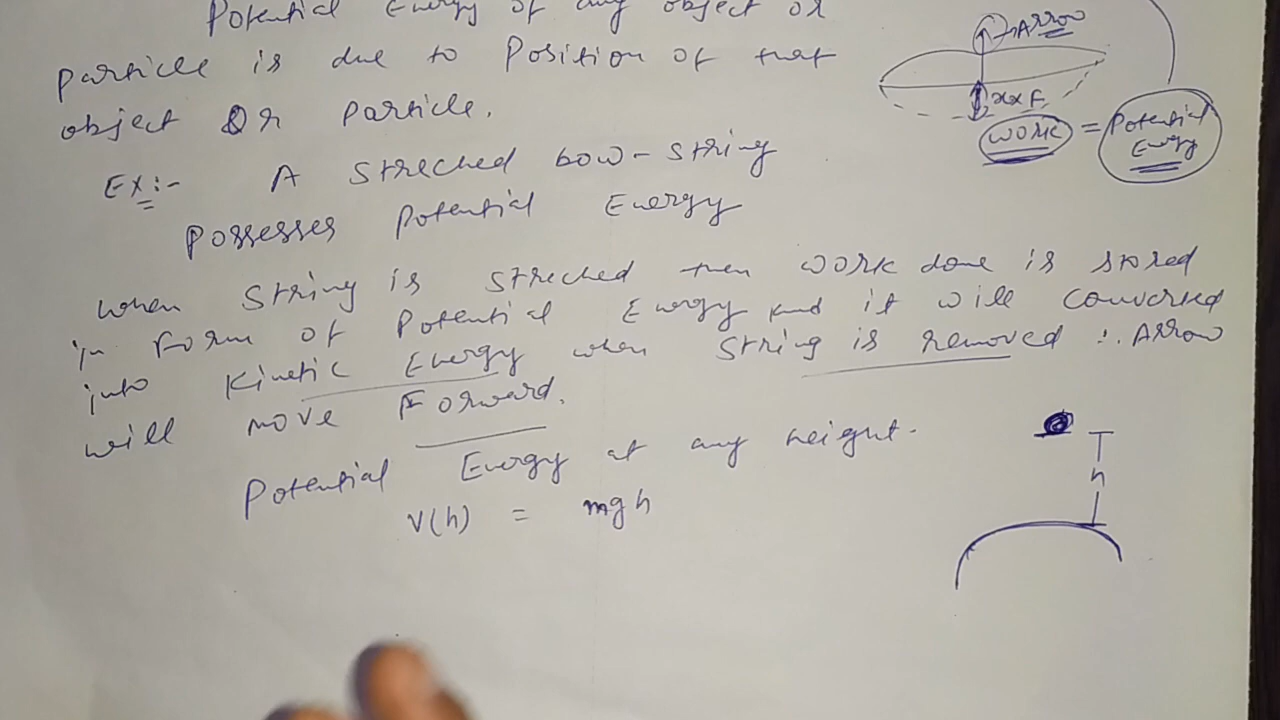 Potential Energy of any object or
particle is due to Position of that
object Or Particle.
Ex:- A streched bow-string
Possesses Potential Energy
when string is streched then work done is stored
in form of Potential Energy and it will converted
into Kinetic Energy when string is removed ∴ Arrow
will move Forward.
Potential Energy at any height.
V(h) = mgh
→Arrow
work = Potential
Energy
h